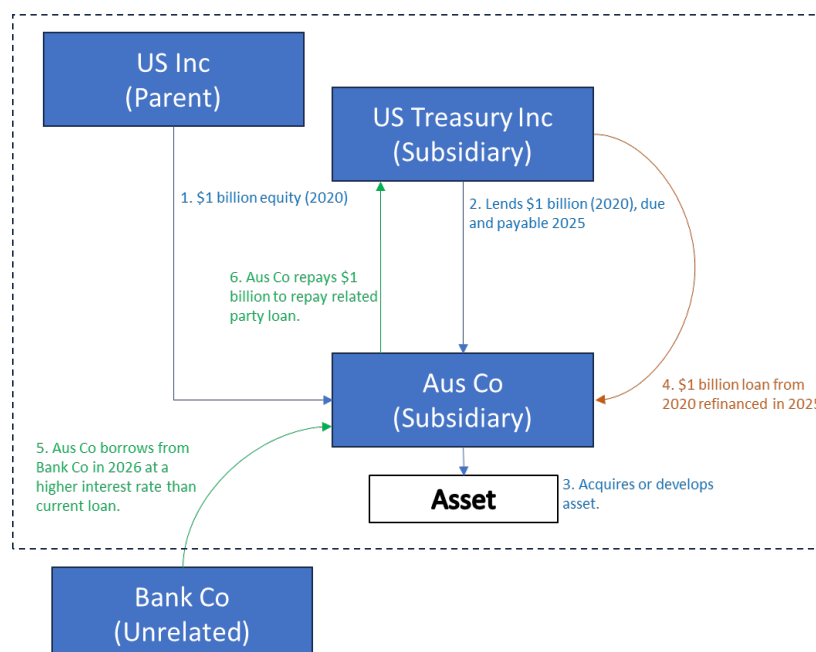 US Inc
(Parent)
US Treasury Inc
(Subsidiary)
1. $1 billion equity (2020)
2. Lends $1 billion (2020), due
and payable 2025
6. Aus Co repays $1
billion to repay related
party loan.
Aus Co
(Subsidiary)
4. $1 billion loan from
2020 refinanced in 2025
5. Aus Co borrows from
Bank Co in 2026 at a
higher interest rate than
current loan.
Asset
3. Acquires or develops
asset.
Bank Co
(Unrelated)